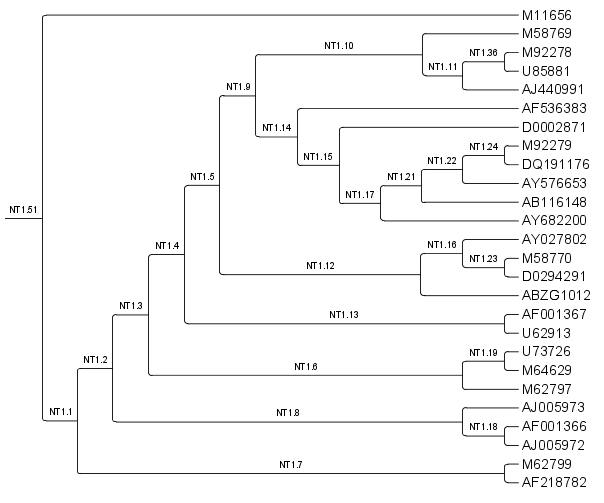 M11656
M58769
NT1.10
M92278
NT1.36
U85881
NT1.11
AJ440991
NT1.9
AF536383
D0002871
NT1.14
M92279
NT1.24
DQ191176
NT1.15
NT1.22
AY576653
NT1.5
NT1.21
NT1.17
AB116148
NT1.51
AY682200
AY027802
NT1.4
NT1.16
M58770
NT1.12
NT1.23
D0294291
ABZG1012
NT1.3
NT1.13
AF001367
U62913
NT1.2
NT1.19
U73726
NT1.6
M64629
M62797
NT1.1
NT1.8
AJ005973
NT1.18
AF001366
AJ005972
NT1.7
M62799
AF218782